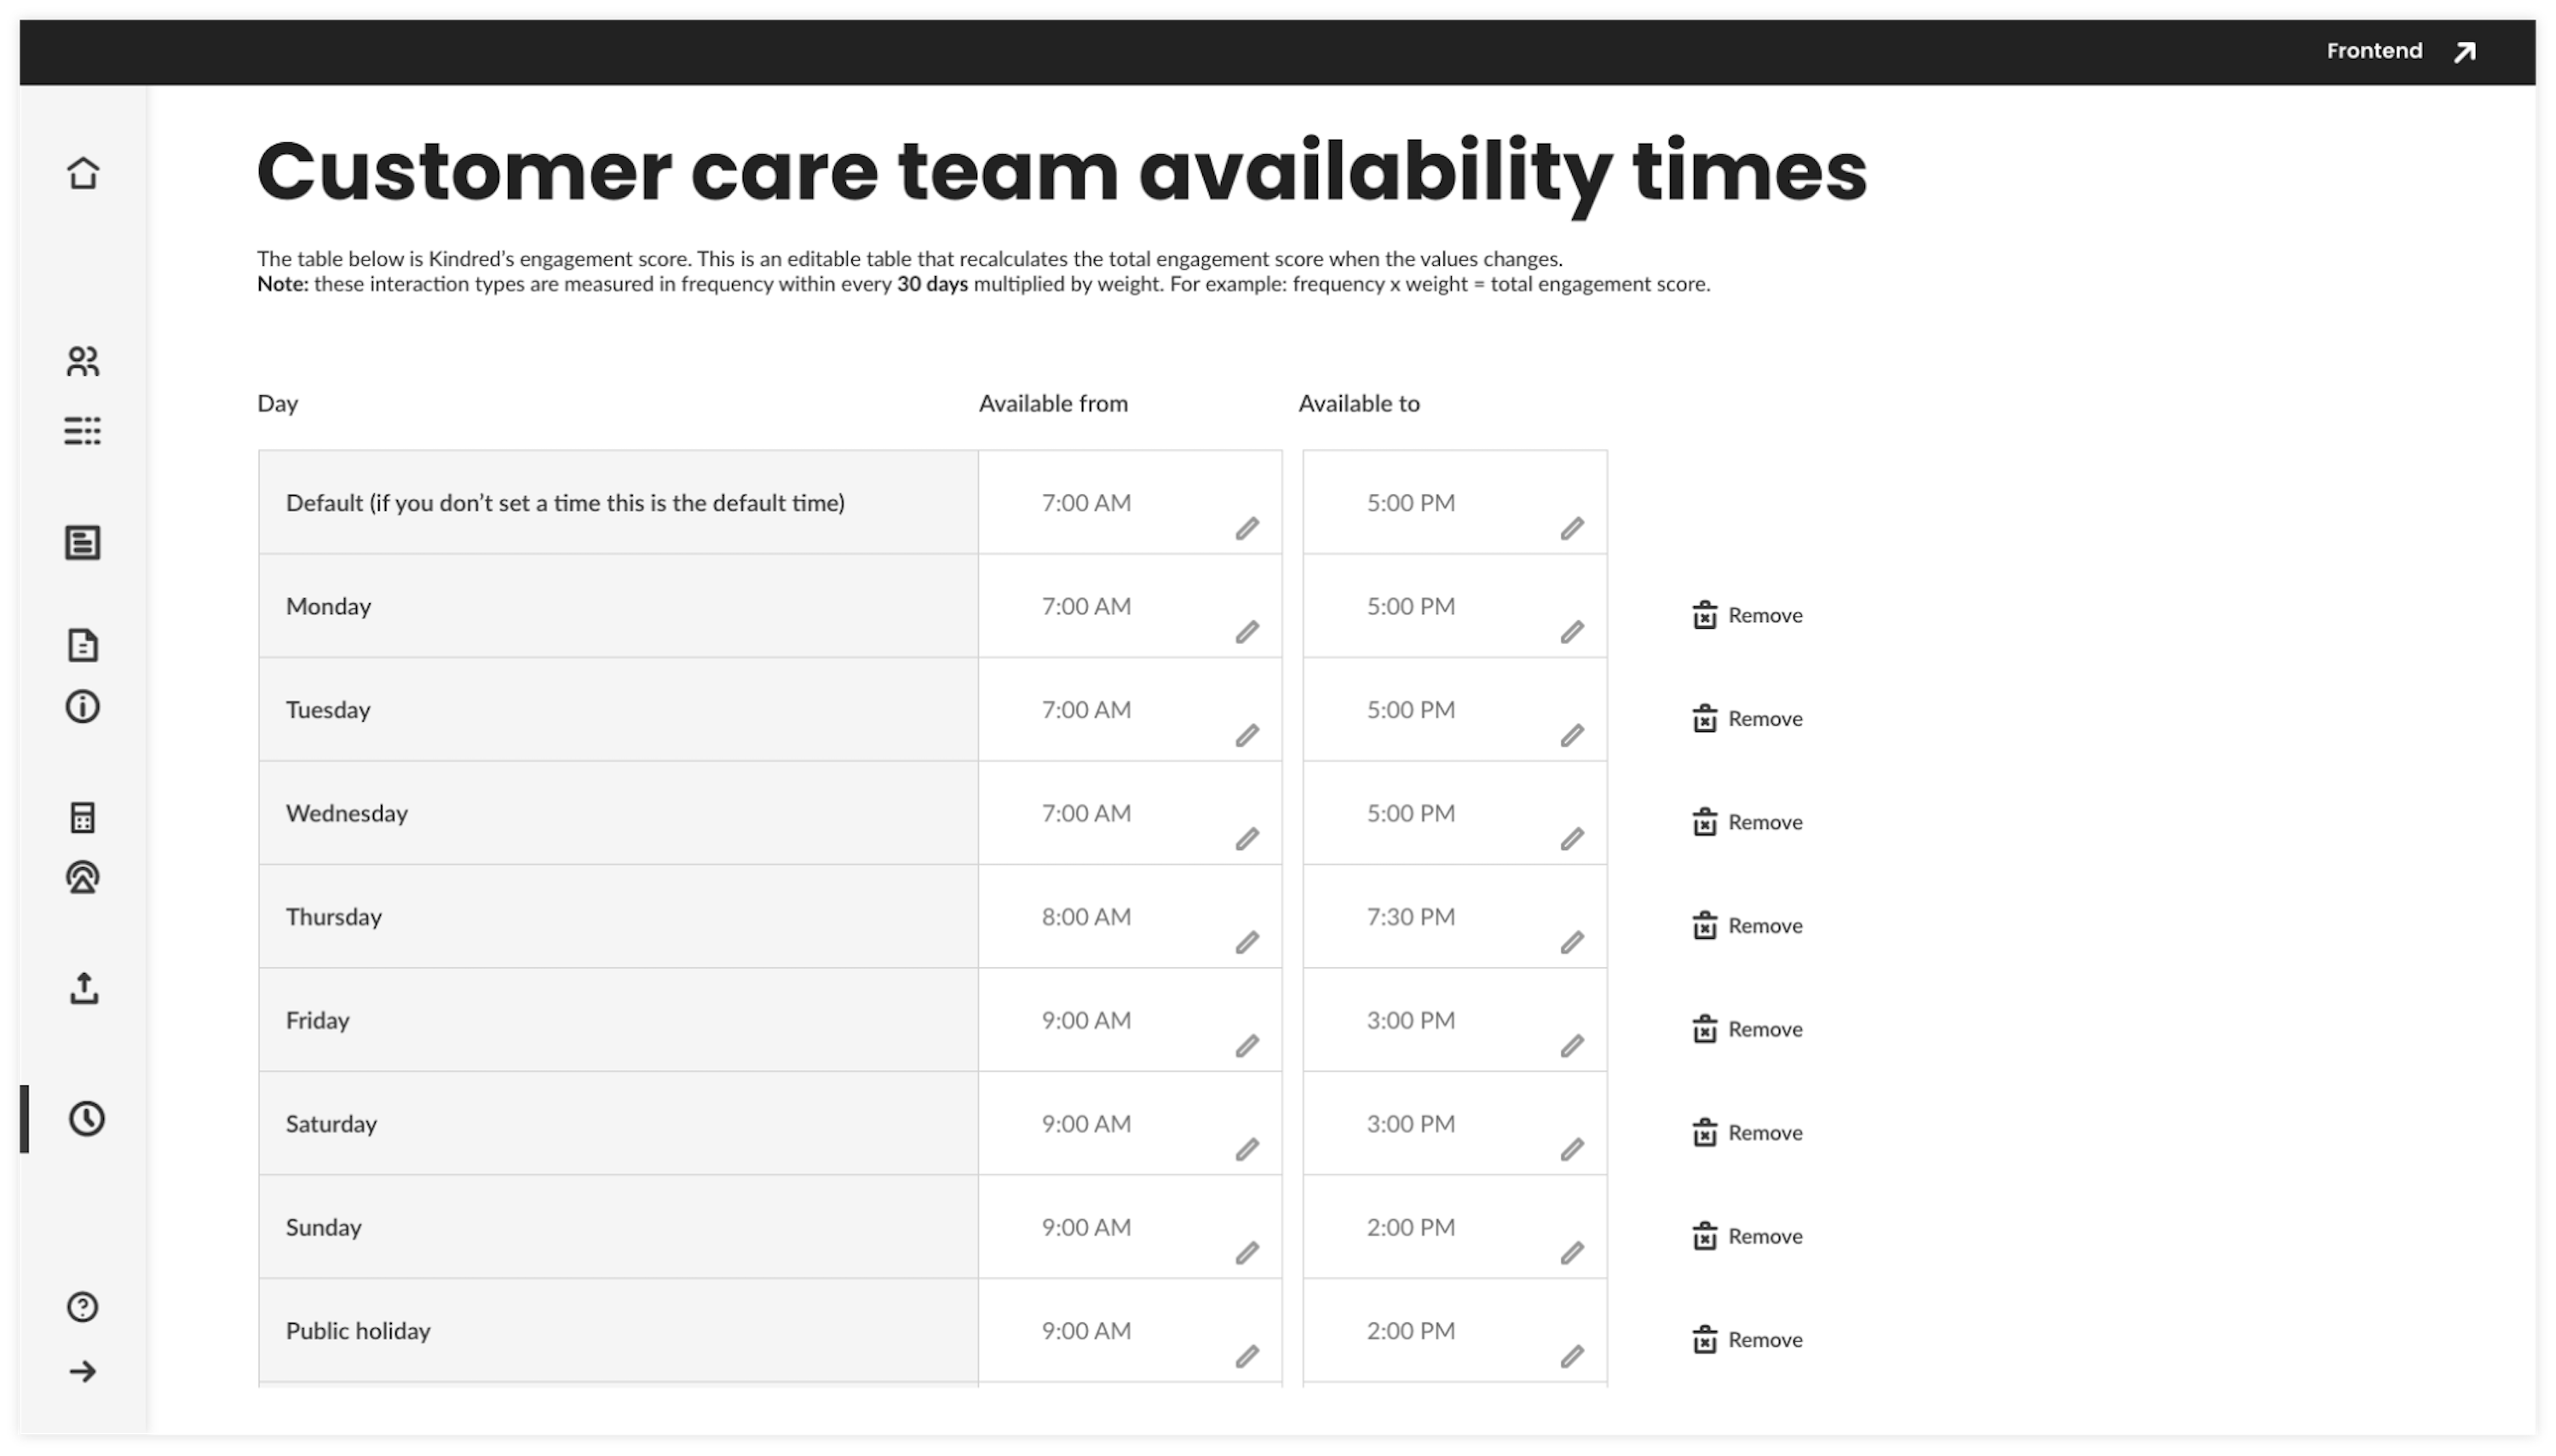 Frontend
Customer care team availability times
The table below is Kindred’s engagement score. This is an editable table that recalculates the total engagement score when the values changes.
Note: these interaction types are measured in frequency within every 30 days multiplied by weight. For example: frequency x weight = total engagement score.
Day Available from Available to
Default (if you don’t set a time this is the default time) 7:00 AM 5:00 PM
Monday 7:00 AM 5:00 PM Remove
Tuesday 7:00 AM 5:00 PM Remove
Wednesday 7:00 AM 5:00 PM Remove
Thursday 8:00 AM 7:30 PM Remove
Friday 9:00 AM 3:00 PM Remove
Saturday 9:00 AM 3:00 PM Remove
Sunday 9:00 AM 2:00 PM Remove
Public holiday 9:00 AM 2:00 PM Remove